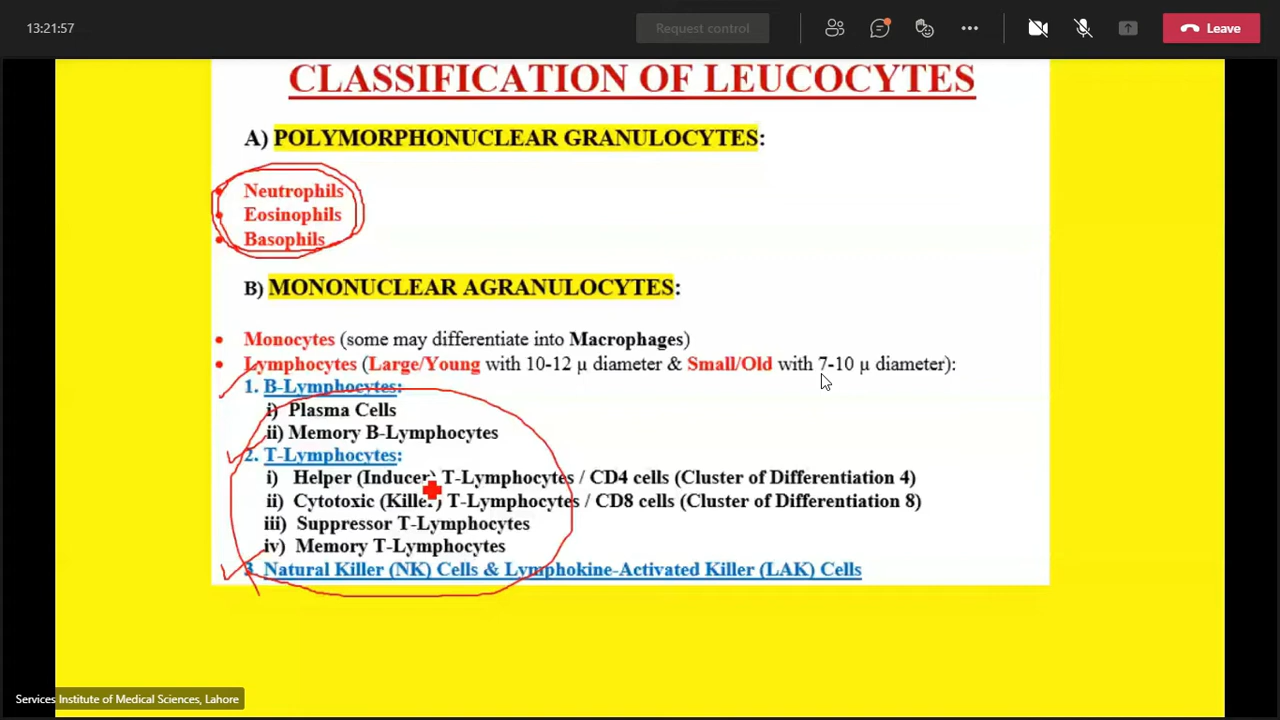 13:21:57
Request control
Leave
CLASSIFICATION OF LEUCOCYTES
A) POLYMORPHONUCLEAR GRANULOCYTES:
• Neutrophils
• Eosinophils
• Basophils
B) MONONUCLEAR AGRANULOCYTES:
• Monocytes (some may differentiate into Macrophages)
• Lymphocytes (Large/Young with 10-12 µ diameter & Small/Old with 7-10 µ diameter):
1. B-Lymphocytes:
i) Plasma Cells
ii) Memory B-Lymphocytes
2. T-Lymphocytes:
i) Helper (Inducer) T-Lymphocytes / CD4 cells (Cluster of Differentiation 4)
ii) Cytotoxic (Killer) T-Lymphocytes / CD8 cells (Cluster of Differentiation 8)
iii) Suppressor T-Lymphocytes
iv) Memory T-Lymphocytes
3. Natural Killer (NK) Cells & Lymphokine-Activated Killer (LAK) Cells
Services Institute of Medical Sciences, Lahore